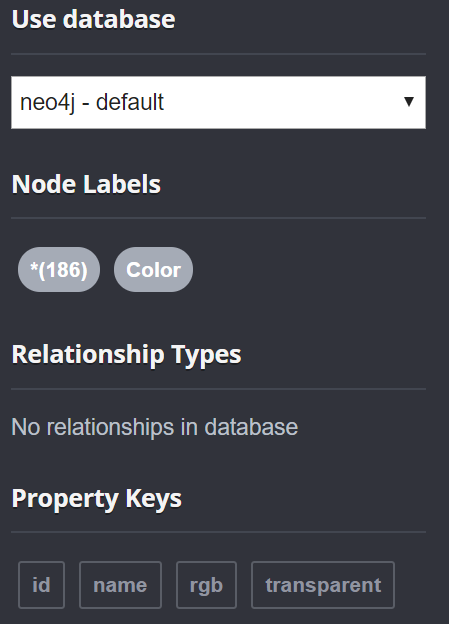 Use database
neo4j - default
Node Labels
*(186) Color
Relationship Types
No relationships in database
Property Keys
id name rgb transparent